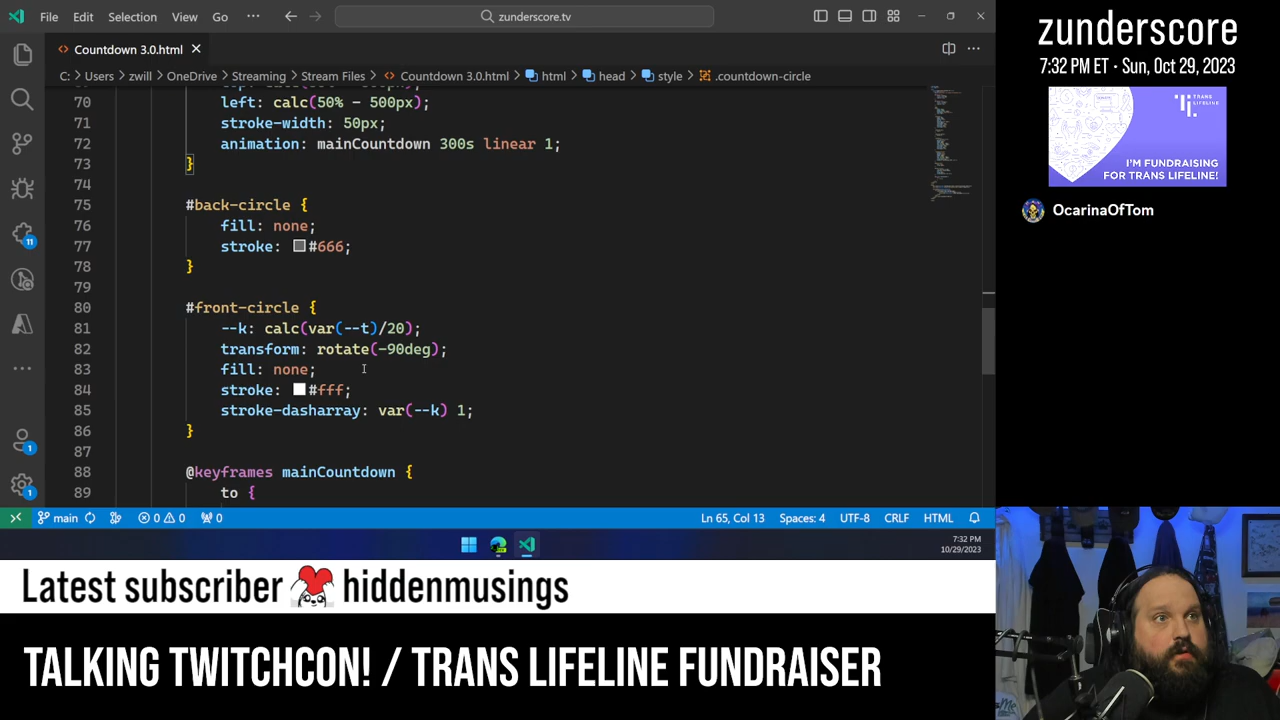 File Edit Selection View Go ··· zunderscore.tv
Countdown 3.0.html
C: > Users > zwill > OneDrive > Streaming > Stream Files > Countdown 3.0.html > html > head > style > .countdown-circle
70 left: calc(50% - 500px);
71 stroke-width: 50px;
72 animation: mainCountdown 300s linear 1;
73 }
74
75 #back-circle {
76 fill: none;
77 stroke: #666;
78 }
79
80 #front-circle {
81 --k: calc(var(--t)/20);
82 transform: rotate(-90deg);
83 fill: none;
84 stroke: #fff;
85 stroke-dasharray: var(--k) 1;
86 }
87
88 @keyframes mainCountdown {
89 to {
11
1
1
main 0 0 0 Ln 65, Col 13 Spaces: 4 UTF-8 CRLF HTML
7:32 PM
10/29/2023
zunderscore
7:32 PM ET · Sun, Oct 29, 2023
TRANS
LIFELINE
I'M FUNDRAISING
FOR TRANS LIFELINE!
OcarinaOfTom
Latest subscriber hiddenmusings
TALKING TWITCHCON! / TRANS LIFELINE FUNDRAISER